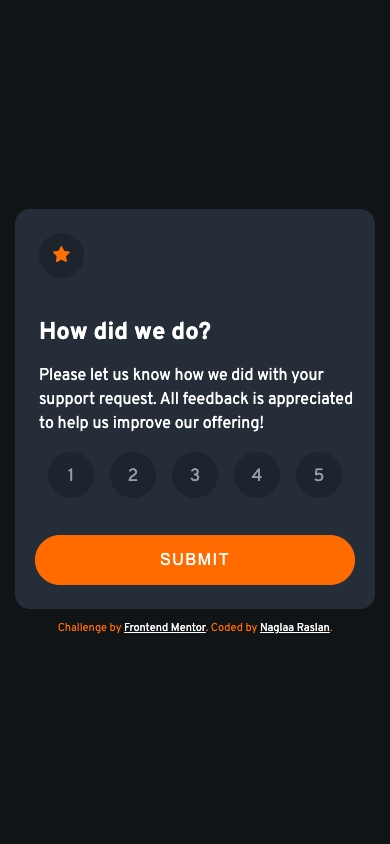 How did we do?
Please let us know how we did with your
support request. All feedback is appreciated
to help us improve our offering!
1 2 3 4 5
SUBMIT
Challenge by Frontend Mentor. Coded by Naglaa Raslan.